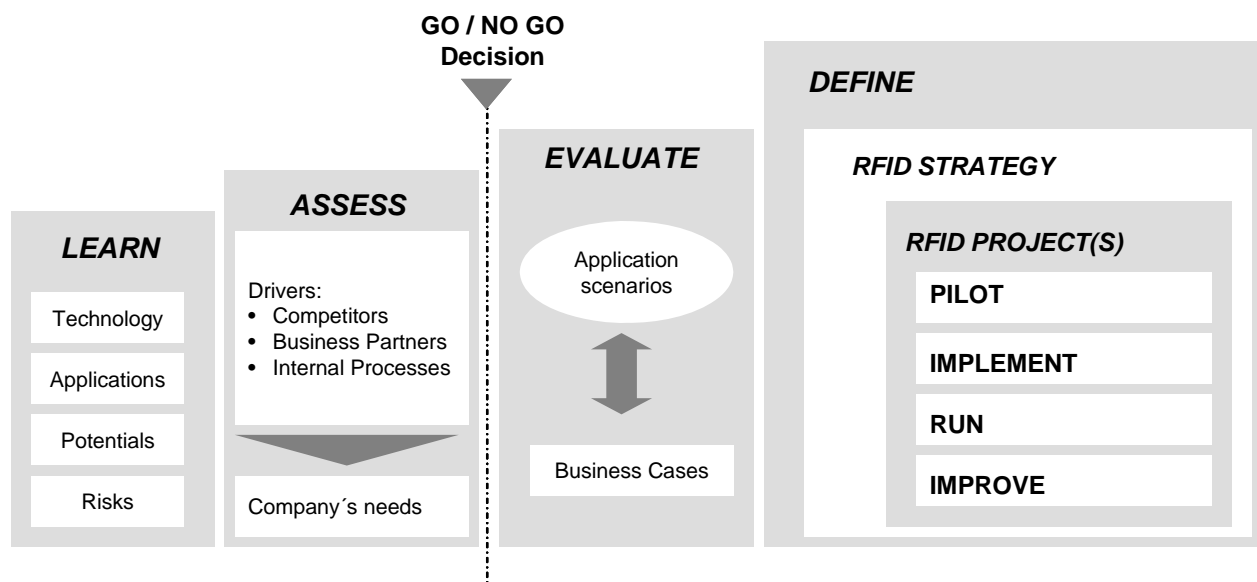 GO / NO GO
Decision
LEARN
Technology
Applications
Potentials
Risks
ASSESS
Drivers:
• Competitors
• Business Partners
• Internal Processes
Company´s needs
EVALUATE
Application
scenarios
Business Cases
DEFINE
RFID STRATEGY
RFID PROJECT(S)
PILOT
IMPLEMENT
RUN
IMPROVE